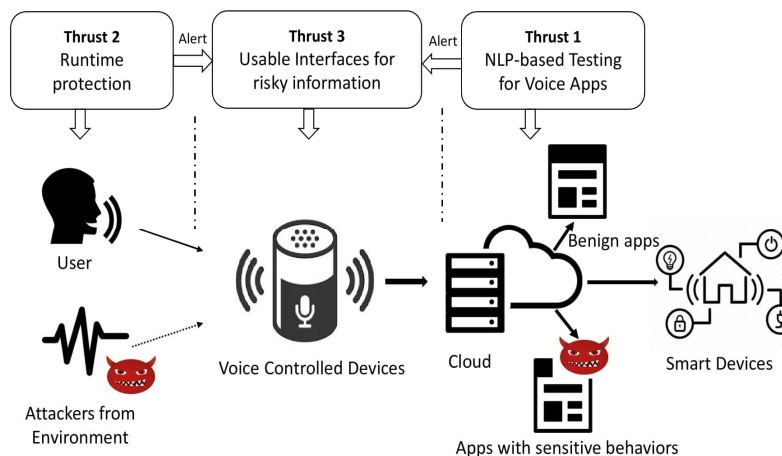 Thrust 2
Runtime
protection
Alert
Thrust 3
Usable Interfaces for
risky information
Alert
Thrust 1
NLP-based Testing
for Voice Apps
User
Benign apps
Attackers from
Environment
Voice Controlled Devices
Cloud
Smart Devices
Apps with sensitive behaviors